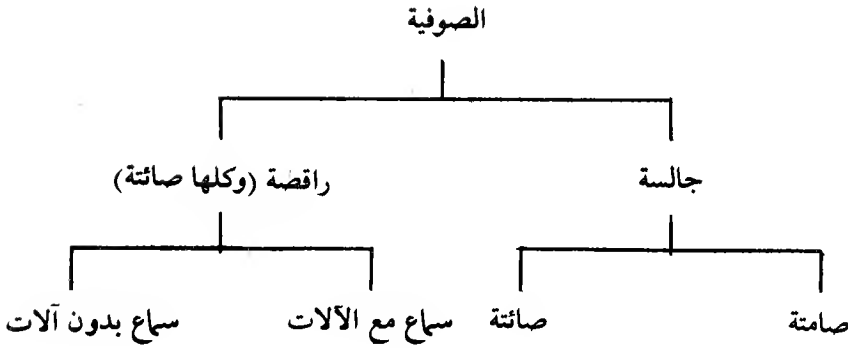 الصوفية
جالسة
راقصة (وكلها صائتة)
صامتة
صائتة
سماع مع الآلات
سماع بدون آلات